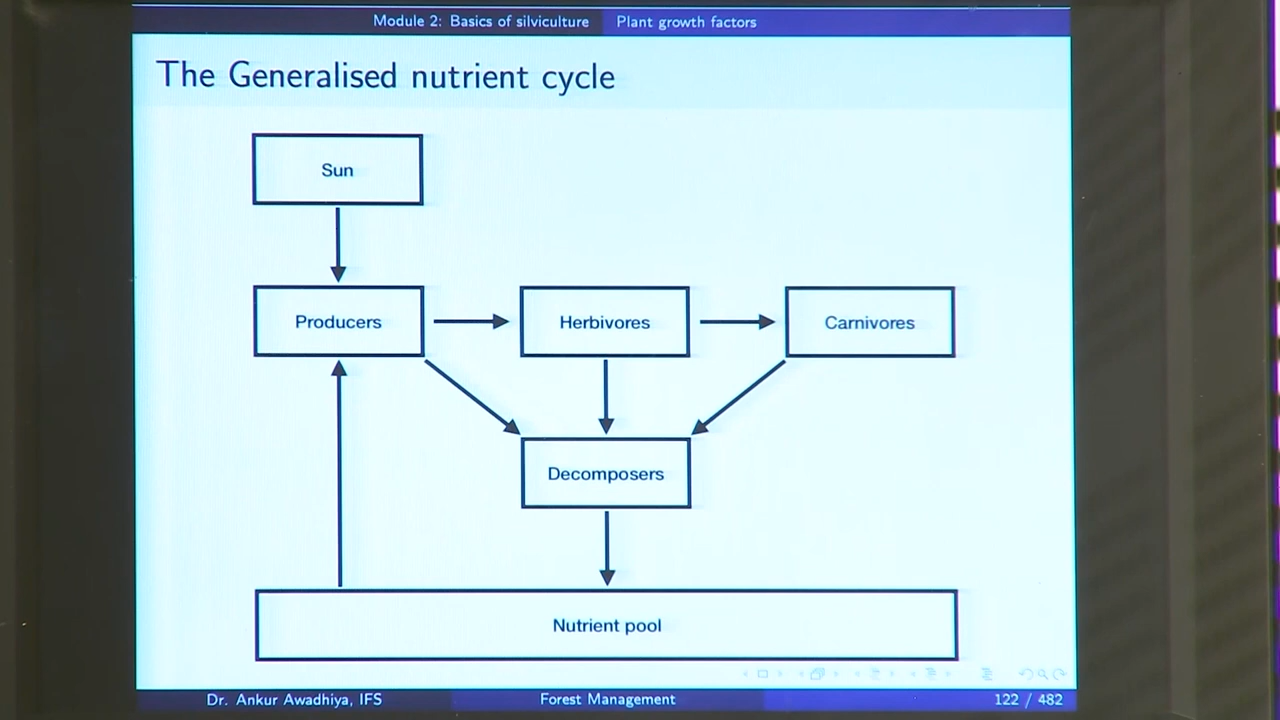 Module 2: Basics of silviculture Plant growth factors
The Generalised nutrient cycle
Sun
Producers Herbivores Carnivores
Decomposers
Nutrient pool
Dr. Ankur Awadhiya, IFS Forest Management 122 / 482